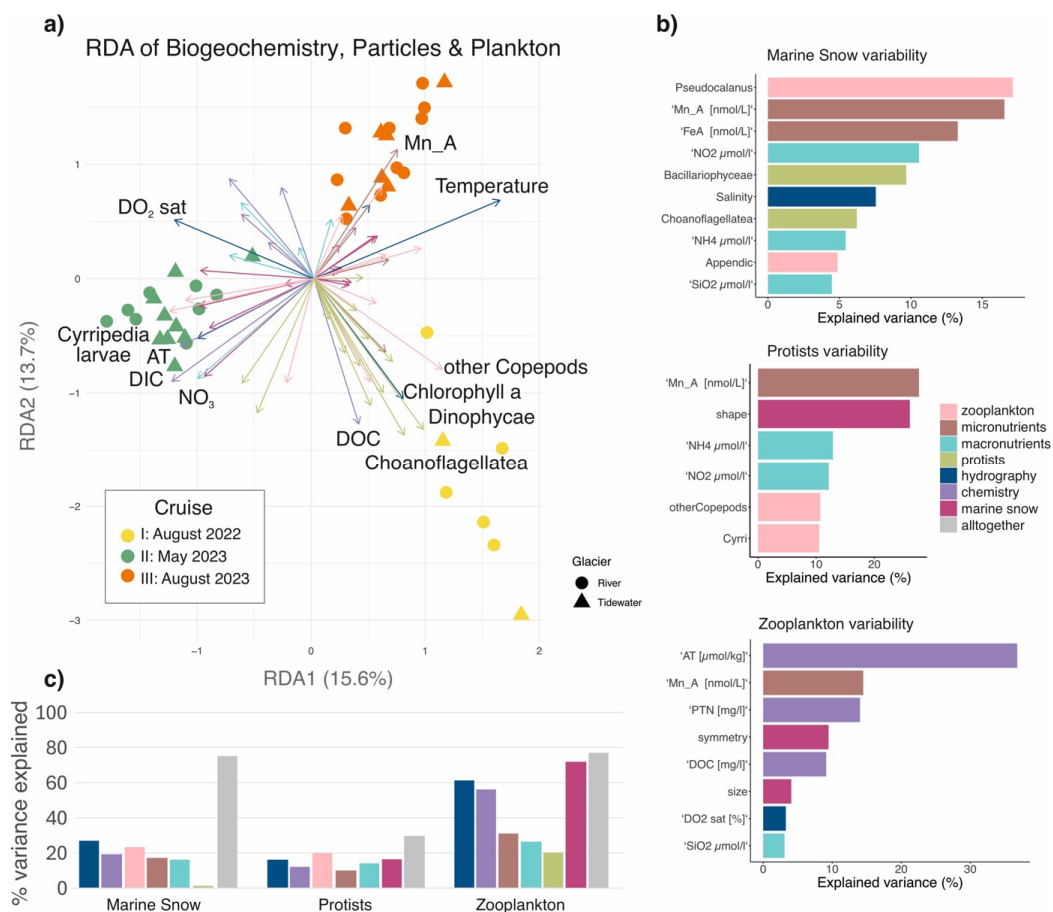 a)
RDA of Biogeochemistry, Particles & Plankton
Mn_A
Temperature
DO2 sat
Cyrripedia
larvae
AT
DIC
NO3
DOC
other Copepods
Chlorophyll a
Dinophycae
Choanoflagellatea
1
0
−1
−2
−3
RDA2 (13.7%)
Cruise
I: August 2022
II: May 2023
III: August 2023
Glacier
River
Tidewater
−1
0
1
2
RDA1 (15.6%)
b)
Marine Snow variability
Pseudocalanus
‘Mn_A [nmol/L]‘
‘FeA [nmol/L]‘
‘NO2 µmol/l‘
Bacillariophyceae
Salinity
Choanoflagellatea
‘NH4 µmol/l‘
Appendic
‘SiO2 µmol/l‘
0 5 10 15
Explained variance (%)
Protists variability
‘Mn_A [nmol/L]‘
shape
‘NH4 µmol/l‘
‘NO2 µmol/l‘
otherCopepods
Cyrri
0 10 20
Explained variance (%)
zooplankton
micronutrients
macronutrients
protists
hydrography
chemistry
marine snow
alltogether
Zooplankton variability
‘AT [µmol/kg]‘
‘Mn_A [nmol/L]‘
‘PTN [mg/l]‘
symmetry
‘DOC [mg/l]‘
size
‘DO2 sat [%]‘
‘SiO2 µmol/l‘
0 10 20 30
Explained variance (%)
c)
% variance explained
100
80
60
40
20
0
Marine Snow
Protists
Zooplankton